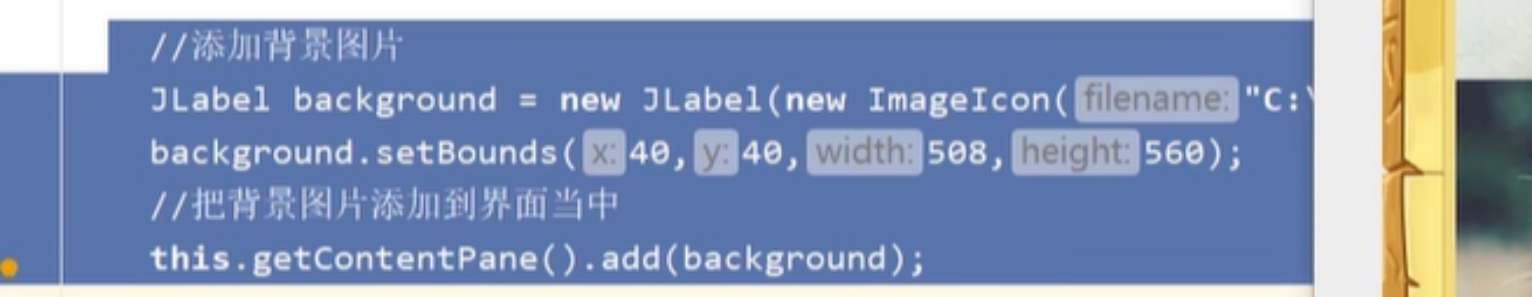 //添加背景图片
JLabel background = new JLabel(new ImageIcon( filename: "C:\
background.setBounds( x: 40, y: 40, width: 508, height: 560);
//把背景图片添加到界面当中
this.getContentPane().add(background);